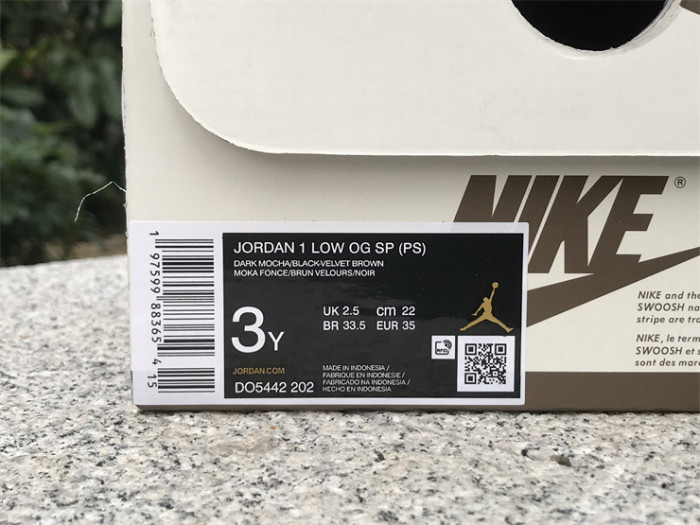 NIKE®
NIKE and the
SWOOSH
stripe are
NIKE, le term
SWOOSH et
sont des
1 97599 88365 4 15
JORDAN 1 LOW OG SP (PS)
DARK MOCHA/BLACK-VELVET BROWN
MOKA FONCE/BRUN VELOURS/NOIR
3Y
UK 2.5 cm 22
BR 33.5 EUR 35
JORDAN.COM
DO5442 202
MADE IN INDONESIA/
FABRIQUE EN INDONESIE/
FABRICADO NA INDONESIA/
HECHO EN INDONESIA